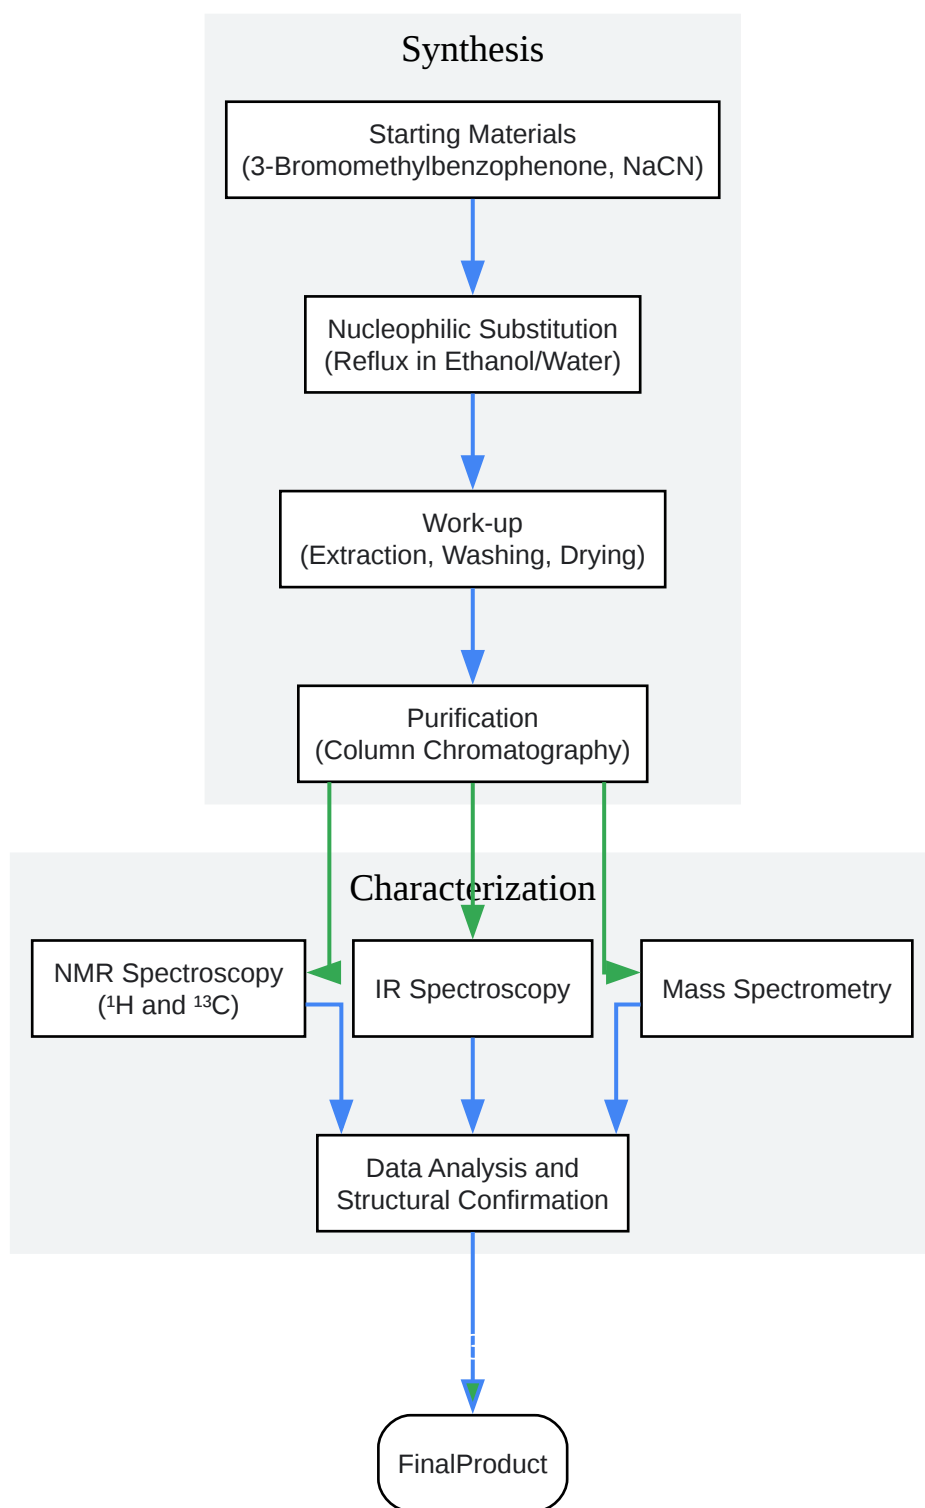 Synthesis
Starting Materials
(3-Bromomethylbenzophenone, NaCN)
Nucleophilic Substitution
(Reflux in Ethanol/Water)
Work-up
(Extraction, Washing, Drying)
Purification
(Column Chromatography)
Characterization
NMR Spectroscopy
(¹H and ¹³C)
IR Spectroscopy
Mass Spectrometry
Data Analysis and
Structural Confirmation
FinalProduct